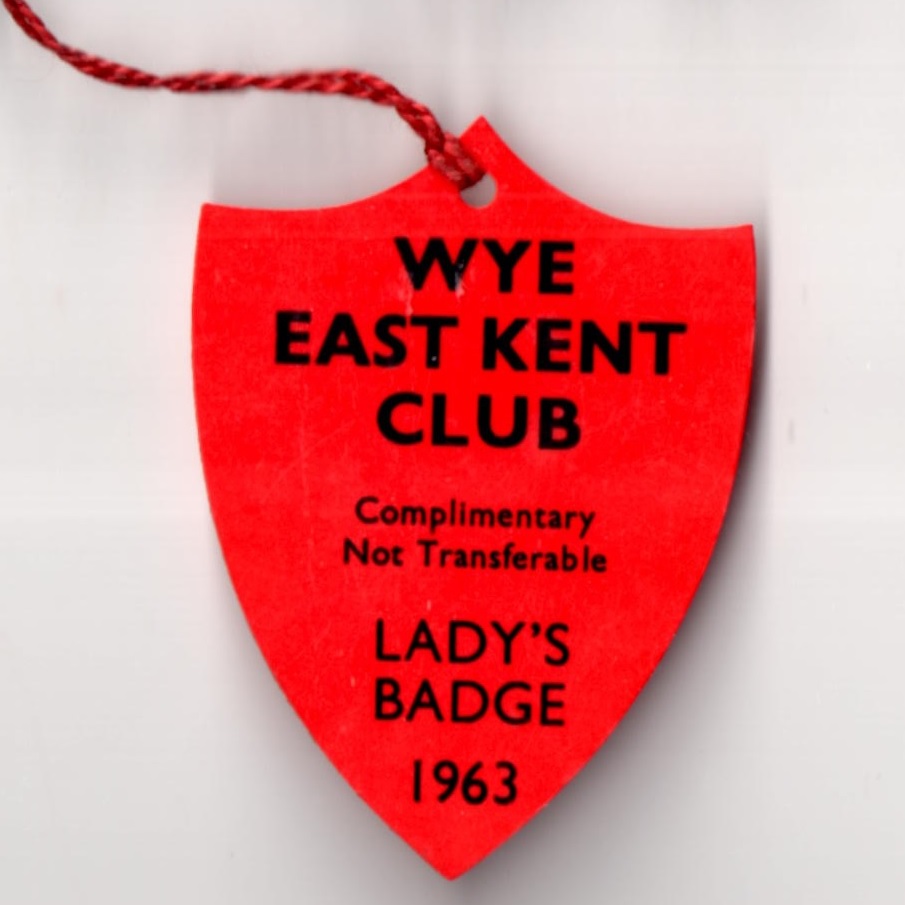 WYE
EAST KENT
CLUB
Complimentary
Not Transferable
LADY'S
BADGE
1963